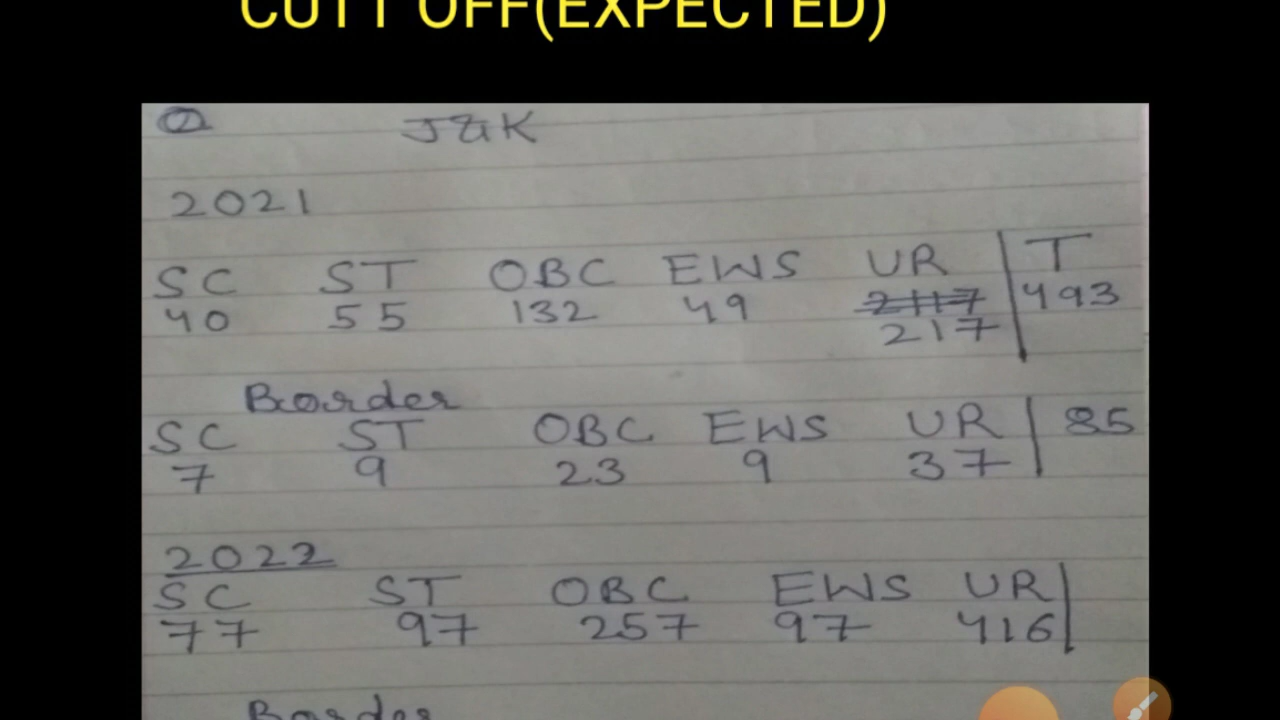 CUTT OFF(EXPECTED)
2 J&K
2021
SC ST OBC EWS UR T
40 55 132 49 2117 493
217
Boarder
SC ST OBC EWS UR 85
7 9 23 9 37
2022
SC ST OBC EWS UR
77 97 257 97 416
Boarder